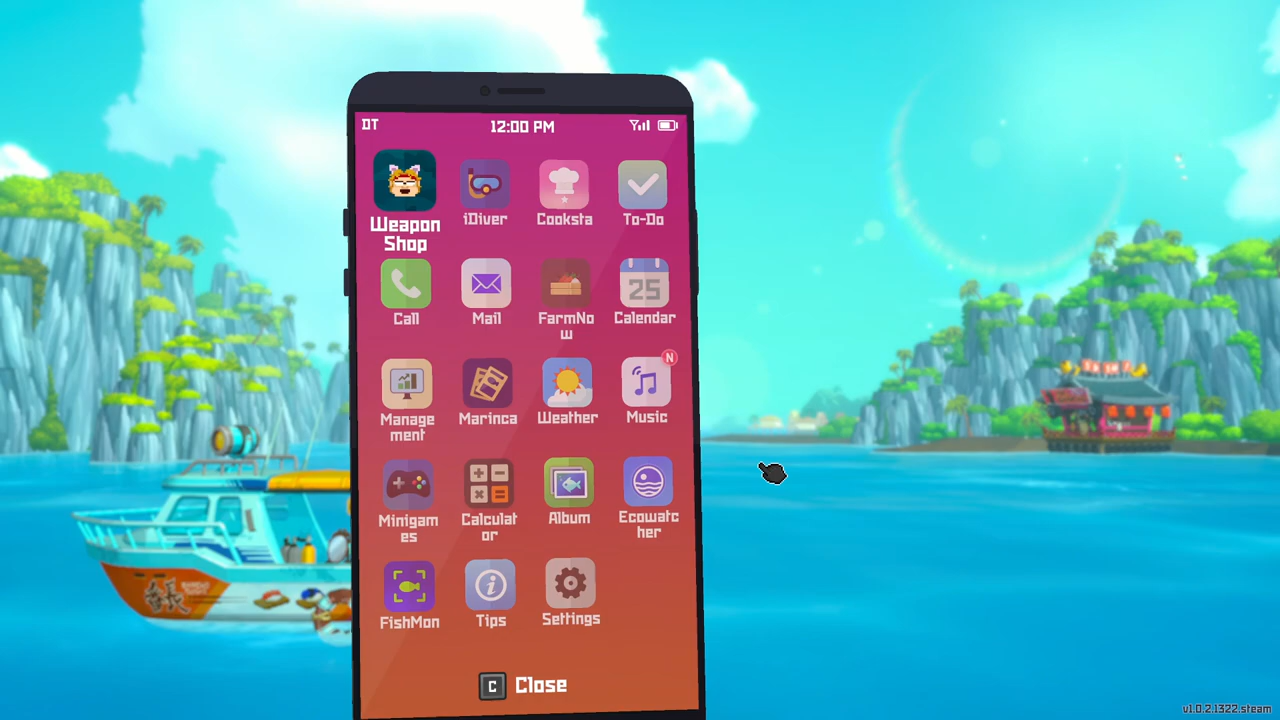 DT
12:00 PM
Weapon
Shop
iDiver
Cooksta
To-Do
Call
Mail
FarmNo
w
25
Calendar
Manage
ment
Marinca
Weather
N
Music
Minigam
es
Calculat
or
Album
Ecowatc
her
FishMon
Tips
Settings
C Close
v1.0.2.1322.steam